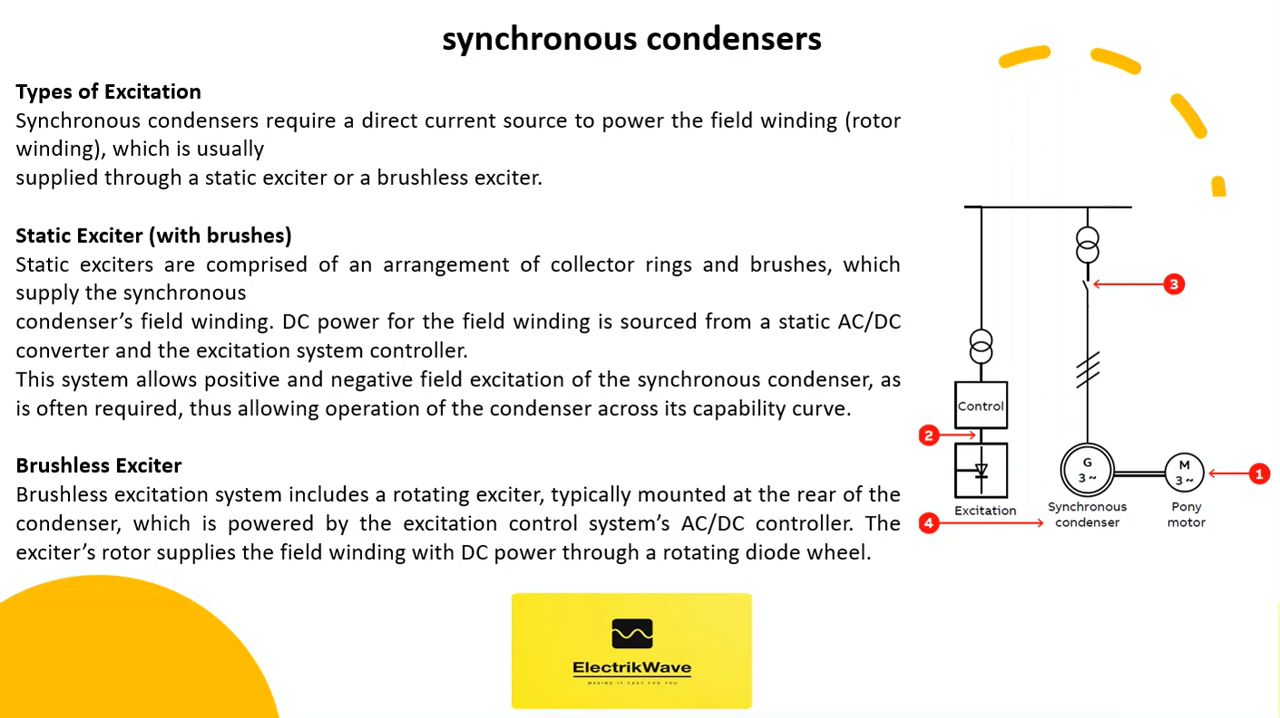 synchronous condensers
Types of Excitation
Synchronous condensers require a direct current source to power the field winding (rotor
winding), which is usually
supplied through a static exciter or a brushless exciter.
Static Exciter (with brushes)
Static exciters are comprised of an arrangement of collector rings and brushes, which
supply the synchronous
condenser’s field winding. DC power for the field winding is sourced from a static AC/DC
converter and the excitation system controller.
This system allows positive and negative field excitation of the synchronous condenser, as
is often required, thus allowing operation of the condenser across its capability curve.
Brushless Exciter
Brushless excitation system includes a rotating exciter, typically mounted at the rear of the
condenser, which is powered by the excitation control system’s AC/DC controller. The
exciter’s rotor supplies the field winding with DC power through a rotating diode wheel.
3
Control
2
G
3 ~
M
3 ~
1
Excitation
4
Synchronous
condenser
Pony
motor
ElectrikWave
MAKING IT EASY FOR YOU